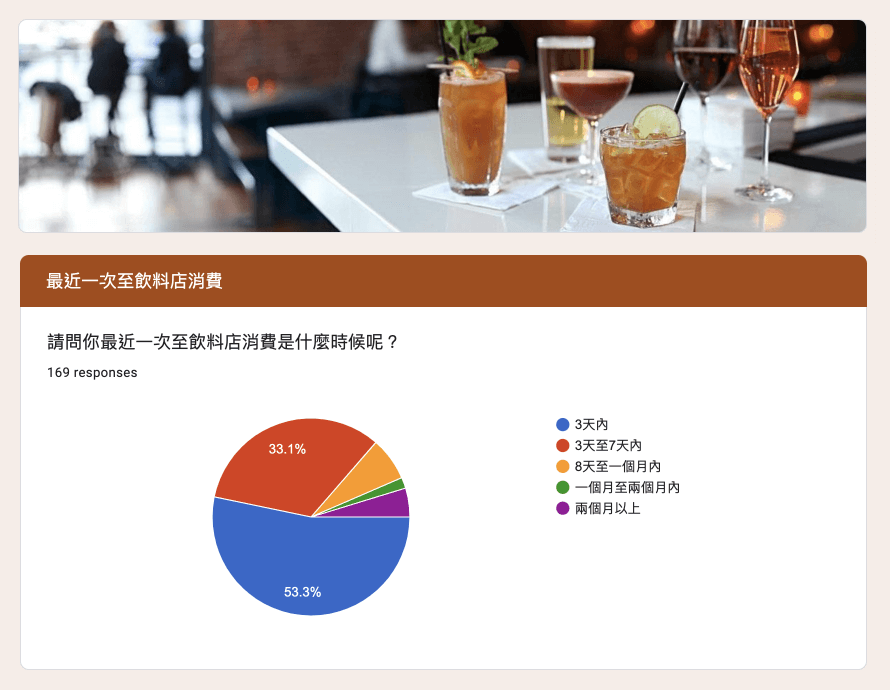 最近一次至飲料店消費
請問你最近一次至飲料店消費是什麼時候呢？
169 responses
33.1%
53.3%
3天內
3天至7天內
8天至一個月內
一個月至兩個月內
兩個月以上